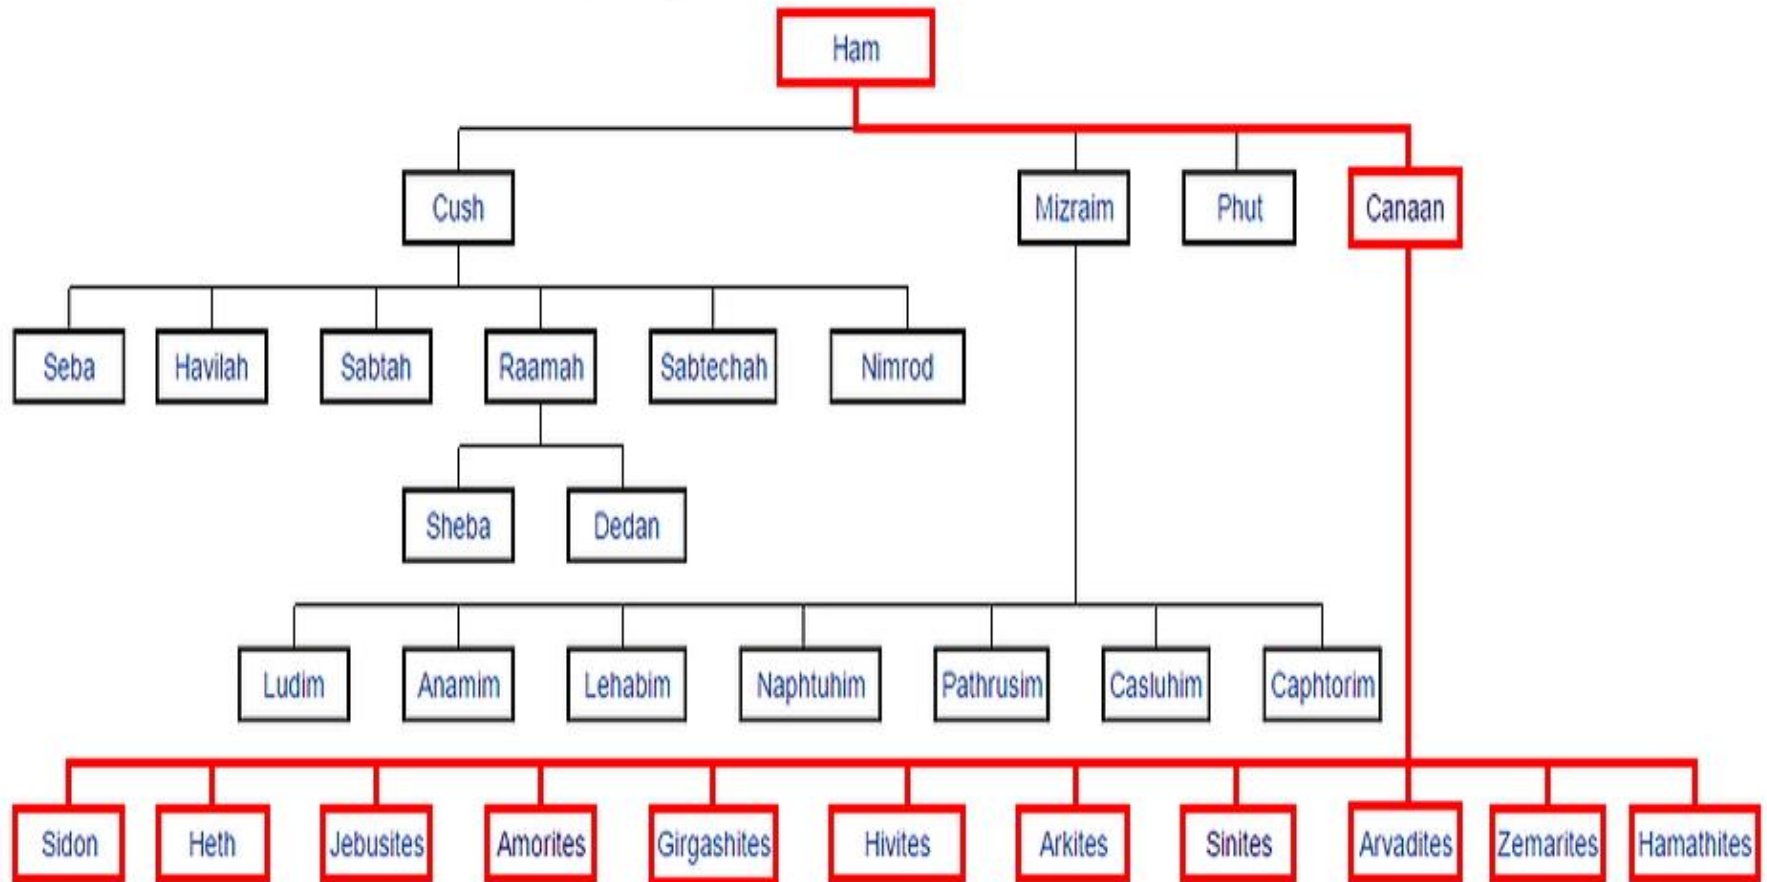 Ham
Cush Mizraim Phut Canaan
Seba Havilah Sabtah Raamah Sabtechah Nimrod
Sheba Dedan
Ludim Anamim Lehabim Naphtuhim Pathrusim Casluhim Caphtorim
Sidon Heth Jebusites Amorites Girgashites Hivites Arkites Sinites Arvadites Zemarites Hamathites